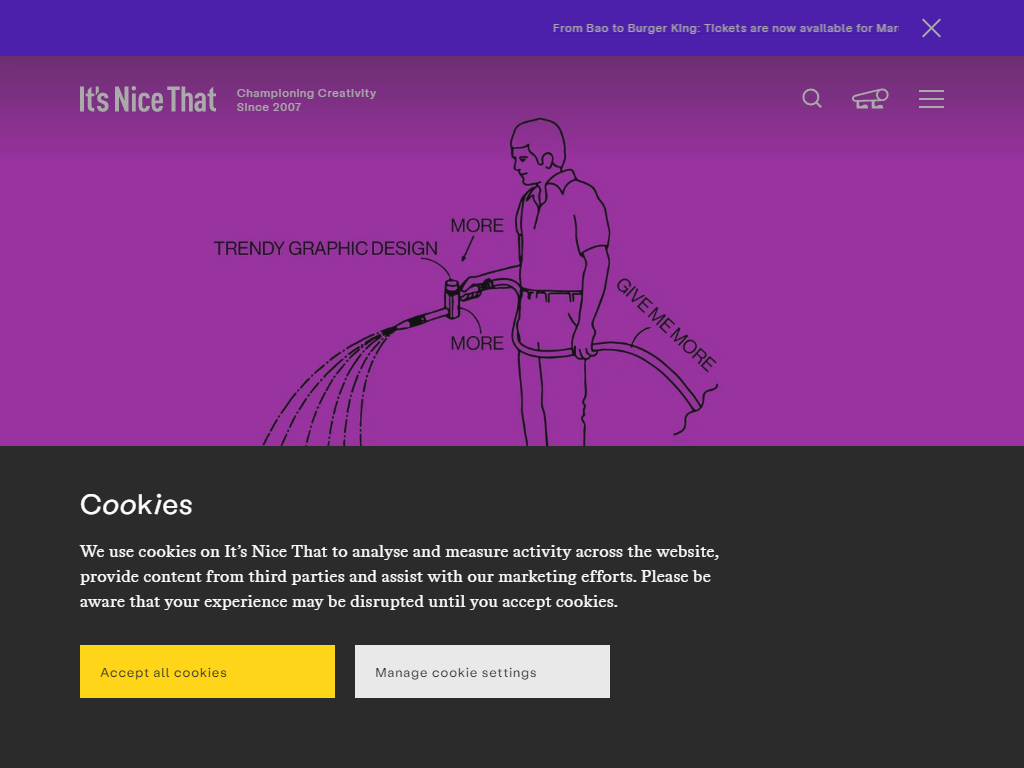 From Bao to Burger King: Tickets are now available for Mar
It's Nice That
Championing Creativity
Since 2007
MORE
TRENDY GRAPHIC DESIGN
GIVE ME MORE
MORE
Cookies
We use cookies on It’s Nice That to analyse and measure activity across the website,
provide content from third parties and assist with our marketing efforts. Please be
aware that your experience may be disrupted until you accept cookies.
Accept all cookies
Manage cookie settings